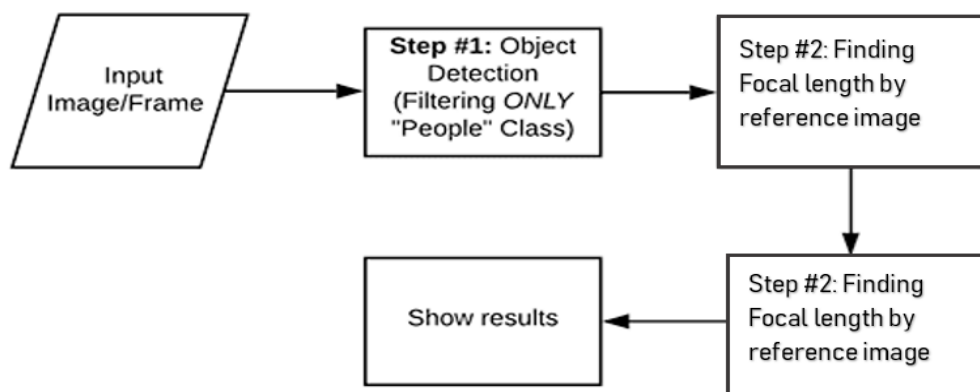 Input
Image/Frame
Step #1: Object
Detection
(Filtering ONLY
"People" Class)
Step #2: Finding
Focal length by
reference image
Step #2: Finding
Focal length by
reference image
Show results